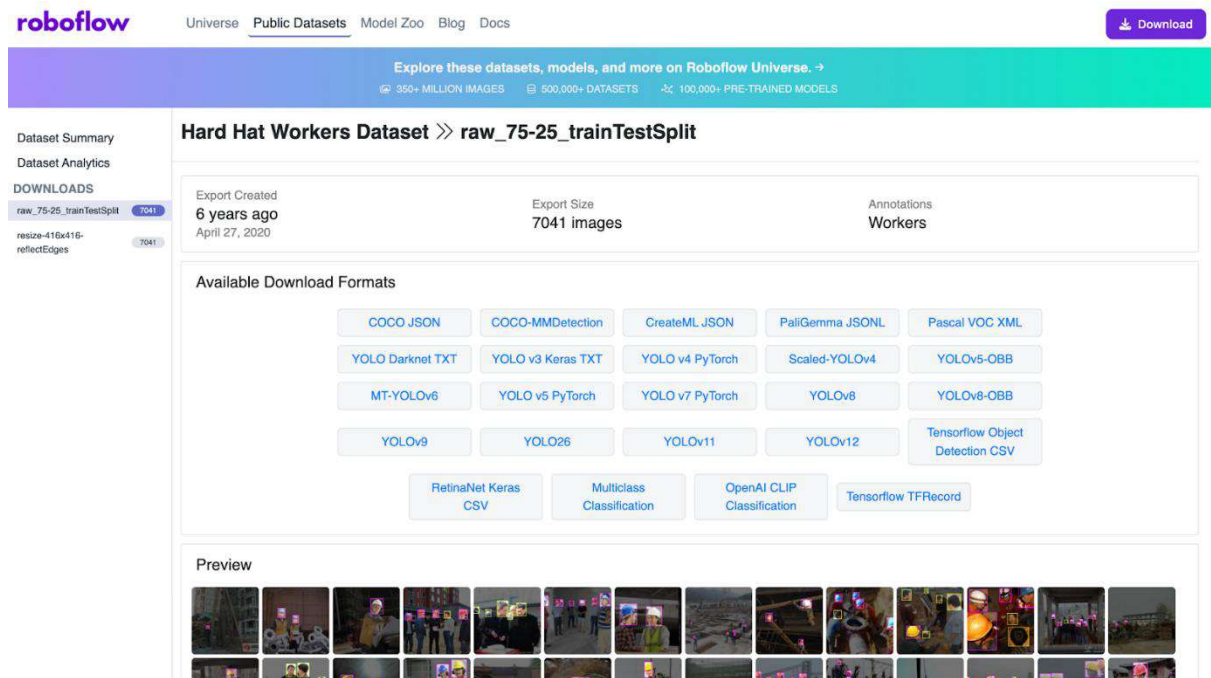 roboflow
Universe Public Datasets Model Zoo Blog Docs
Download
Explore these datasets, models, and more on Roboflow Universe. →
350+ MILLION IMAGES 500,000+ DATASETS 100,000+ PRE-TRAINED MODELS
Dataset Summary
Dataset Analytics
DOWNLOADS
raw_75-25_trainTestSplit 7041
resize-416x416-
reflectEdges 7041
Hard Hat Workers Dataset >> raw_75-25_trainTestSplit
Export Created
6 years ago
April 27, 2020
Export Size
7041 images
Annotations
Workers
Available Download Formats
COCO JSON COCO-MMDetection CreateML JSON PaliGemma JSONL Pascal VOC XML
YOLO Darknet TXT YOLO v3 Keras TXT YOLO v4 PyTorch Scaled-YOLOv4 YOLOv5-OBB
MT-YOLOv6 YOLO v5 PyTorch YOLO v7 PyTorch YOLOv8 YOLOv8-OBB
YOLOv9 YOLO26 YOLOv11 YOLOv12 Tensorflow Object
Detection CSV
RetinaNet Keras
CSV
Multiclass
Classification
OpenAI CLIP
Classification
Tensorflow TFRecord
Preview